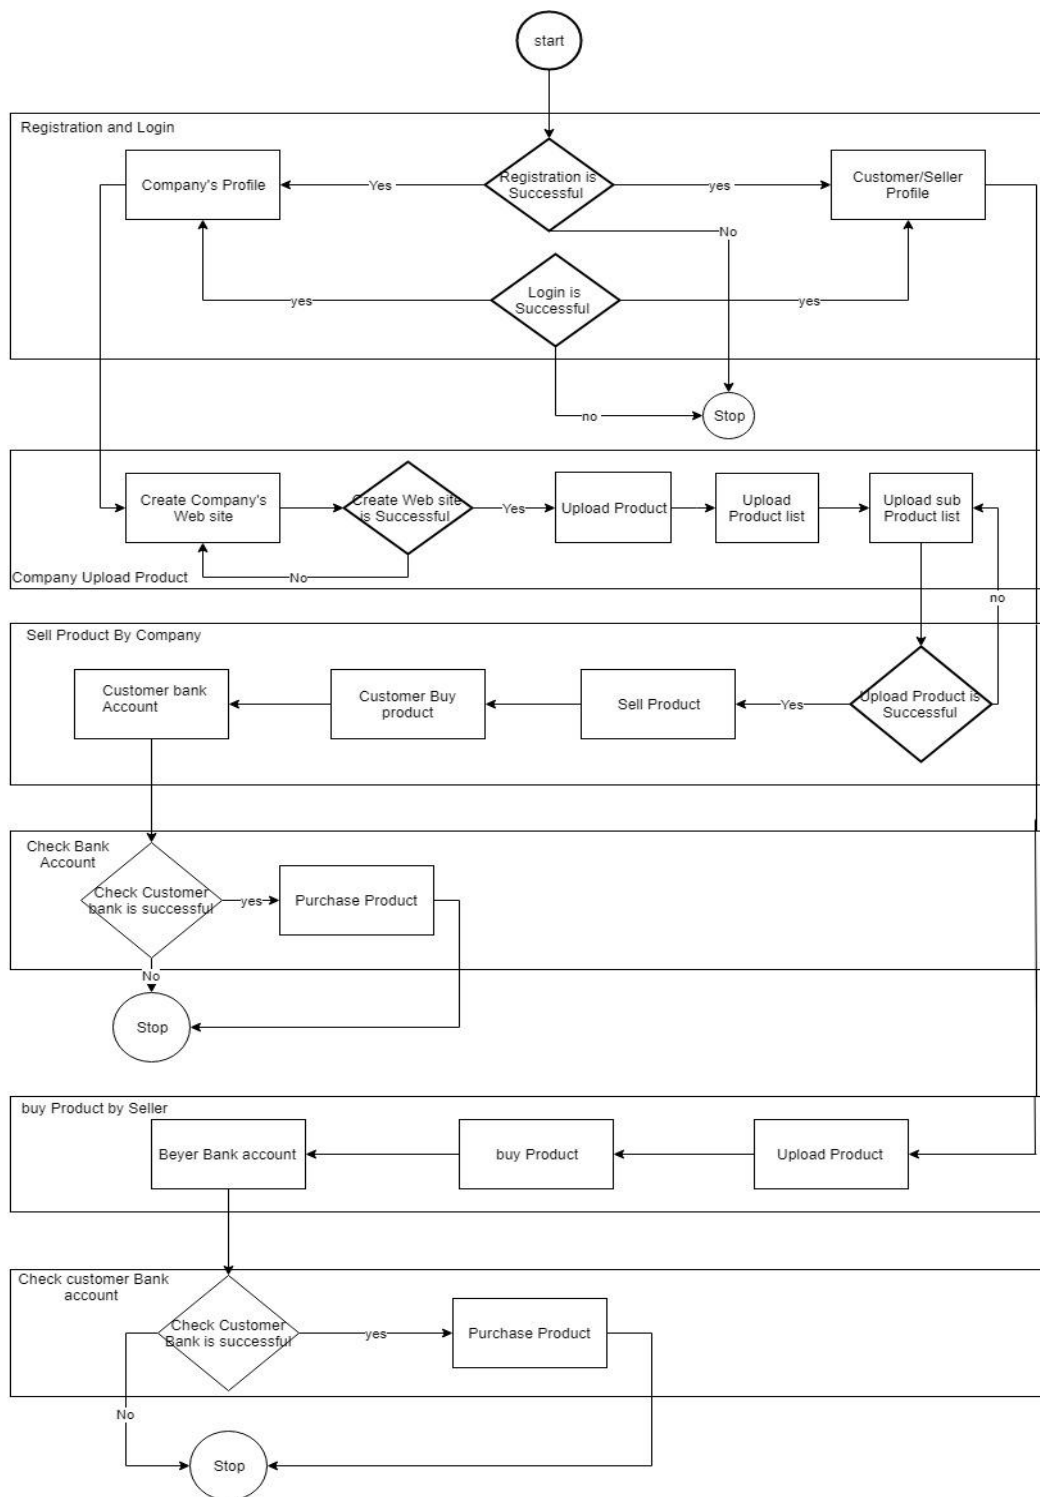 start
Registration and Login
Company's Profile
Yes
Registration is
Successful
yes
Customer/Seller
Profile
No
yes
Login is
Successful
yes
no
Stop
Create Company's
Web site
Create Web site
is Successful
Yes
Upload Product
Upload
Product list
Upload sub
Product list
No
Company Upload Product
no
Sell Product By Company
Customer bank
Account
Customer Buy
product
Sell Product
Yes
Upload Product is
Successful
Check Bank
Account
Check Customer
bank is successful
yes
Purchase Product
No
Stop
buy Product by Seller
Beyer Bank account
buy Product
Upload Product
Check customer Bank
account
Check Customer
Bank is successful
yes
Purchase Product
No
Stop